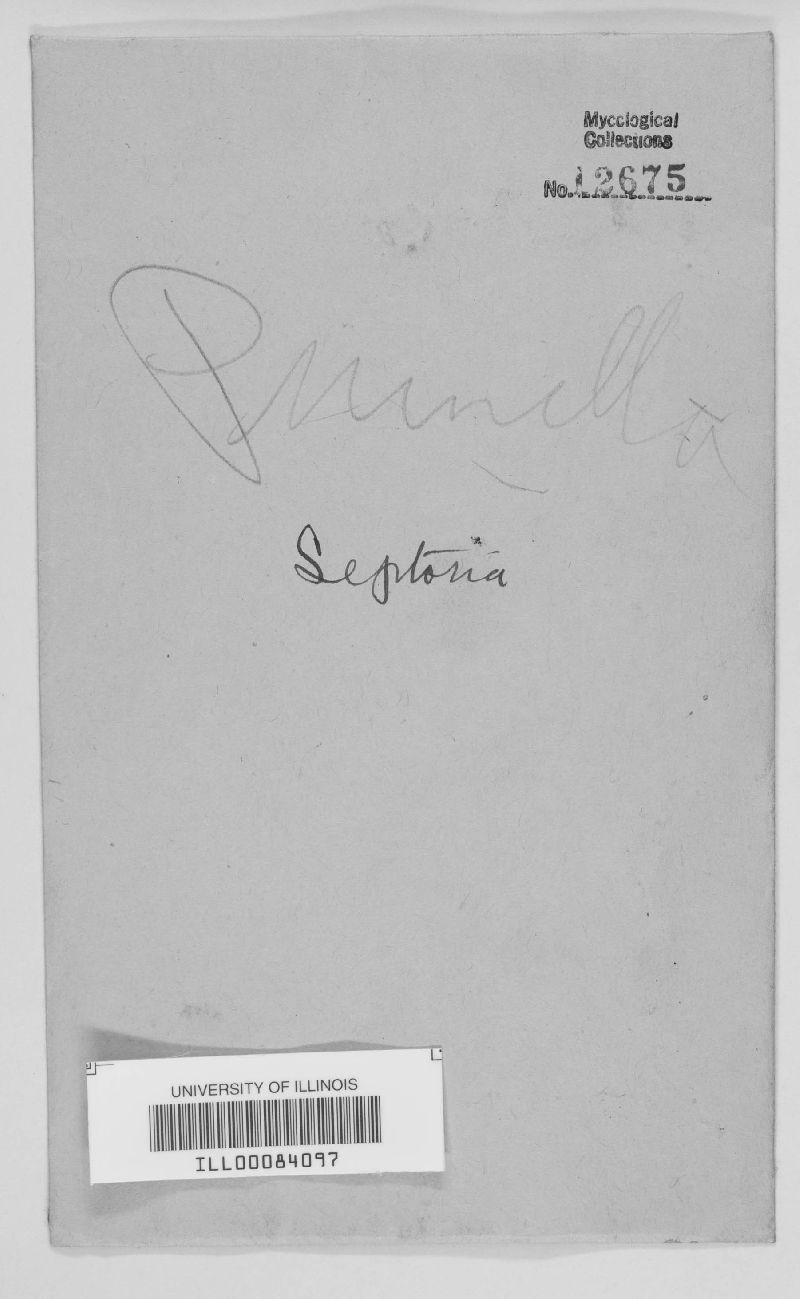 Mycological
Collections
No. 12675
Prunella
Septoria
UNIVERSITY OF ILLINOIS
ILL00084097